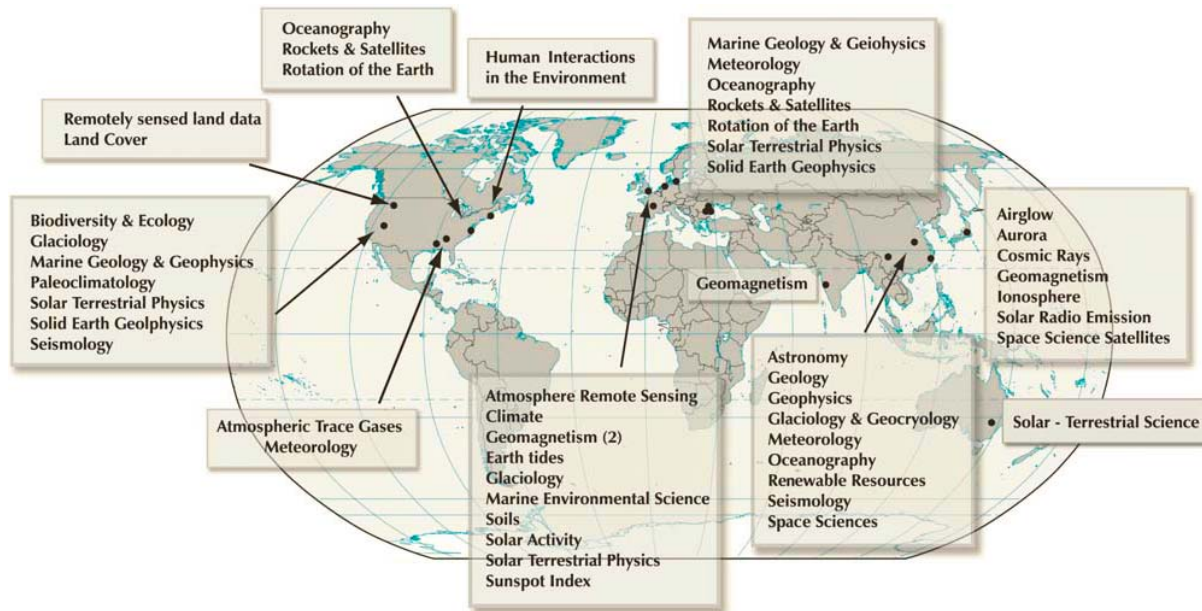 Oceanography
Rockets & Satellites
Rotation of the Earth
Human Interactions
in the Environment
Marine Geology & Geiohysics
Meteorology
Oceanography
Rockets & Satellites
Rotation of the Earth
Solar Terrestrial Physics
Solid Earth Geophysics
Remotely sensed land data
Land Cover
Biodiversity & Ecology
Glaciology
Marine Geology & Geophysics
Paleoclimatology
Solar Terrestrial Physics
Solid Earth Geolphysics
Seismology
Airglow
Aurora
Cosmic Rays
Geomagnetism
Ionosphere
Solar Radio Emission
Space Science Satellites
Geomagnetism
Atmospheric Trace Gases
Meteorology
Atmosphere Remote Sensing
Climate
Geomagnetism (2)
Earth tides
Glaciology
Marine Environmental Science
Soils
Solar Activity
Solar Terrestrial Physics
Sunspot Index
Astronomy
Geology
Geophysics
Glaciology & Geocryology
Meteorology
Oceanography
Renewable Resources
Seismology
Space Sciences
Solar - Terrestrial Science